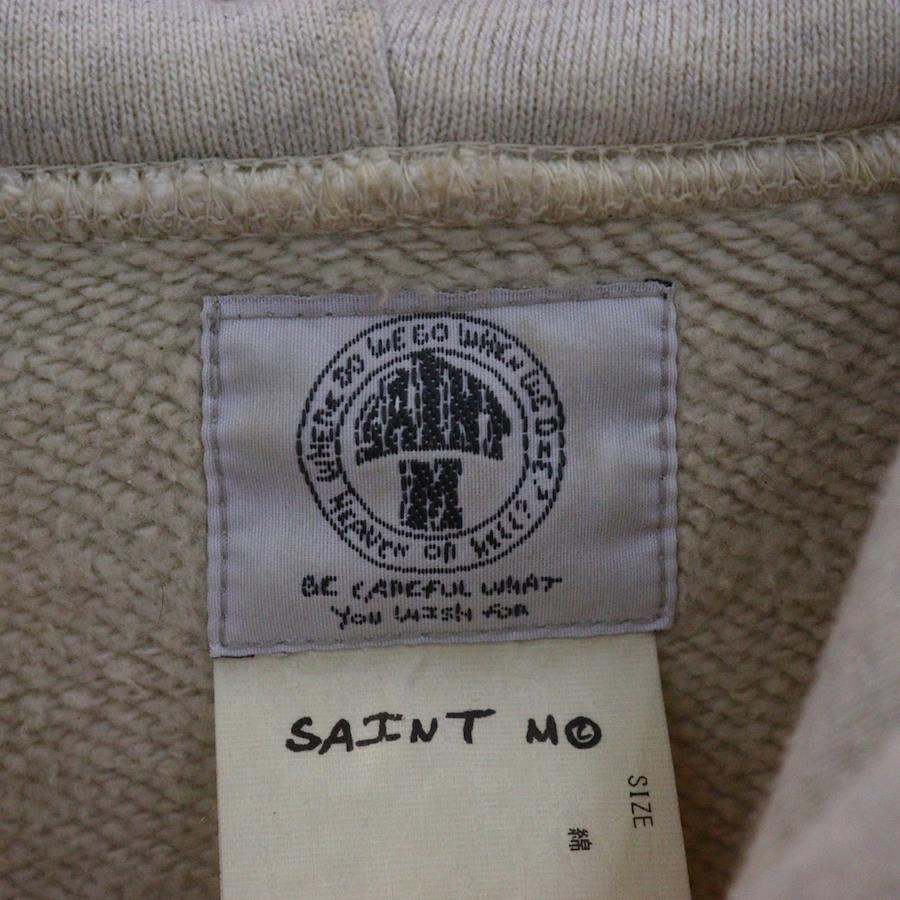 WHERE DO WE GO WHEN WE DIE?
HEAVEN OR HELL?
SAINT
M
BE CAREFUL WHAT
YOU WISH FOR
SAINT M©
SIZE
綿